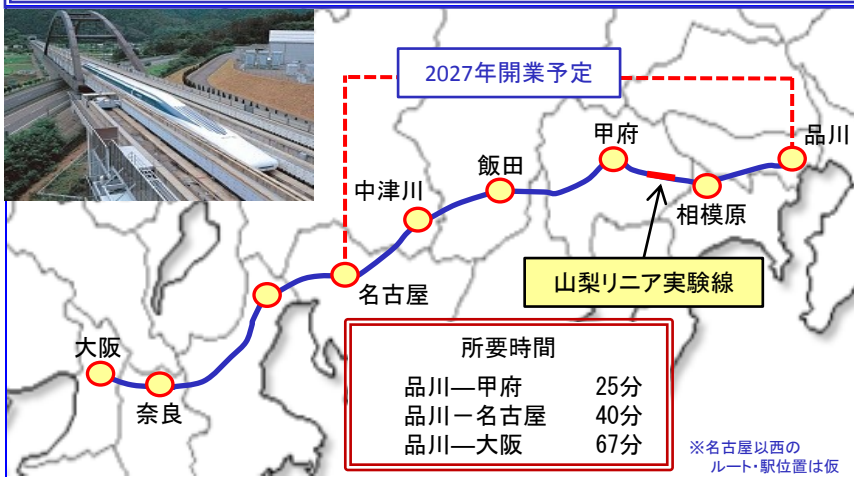 2027年開業予定
品川
甲府
飯田
中津川
相模原
名古屋
山梨リニア実験線
大阪
奈良
所要時間
品川―甲府 25分
品川－名古屋 40分
品川―大阪 67分
※名古屋以西の
ルート・駅位置は仮